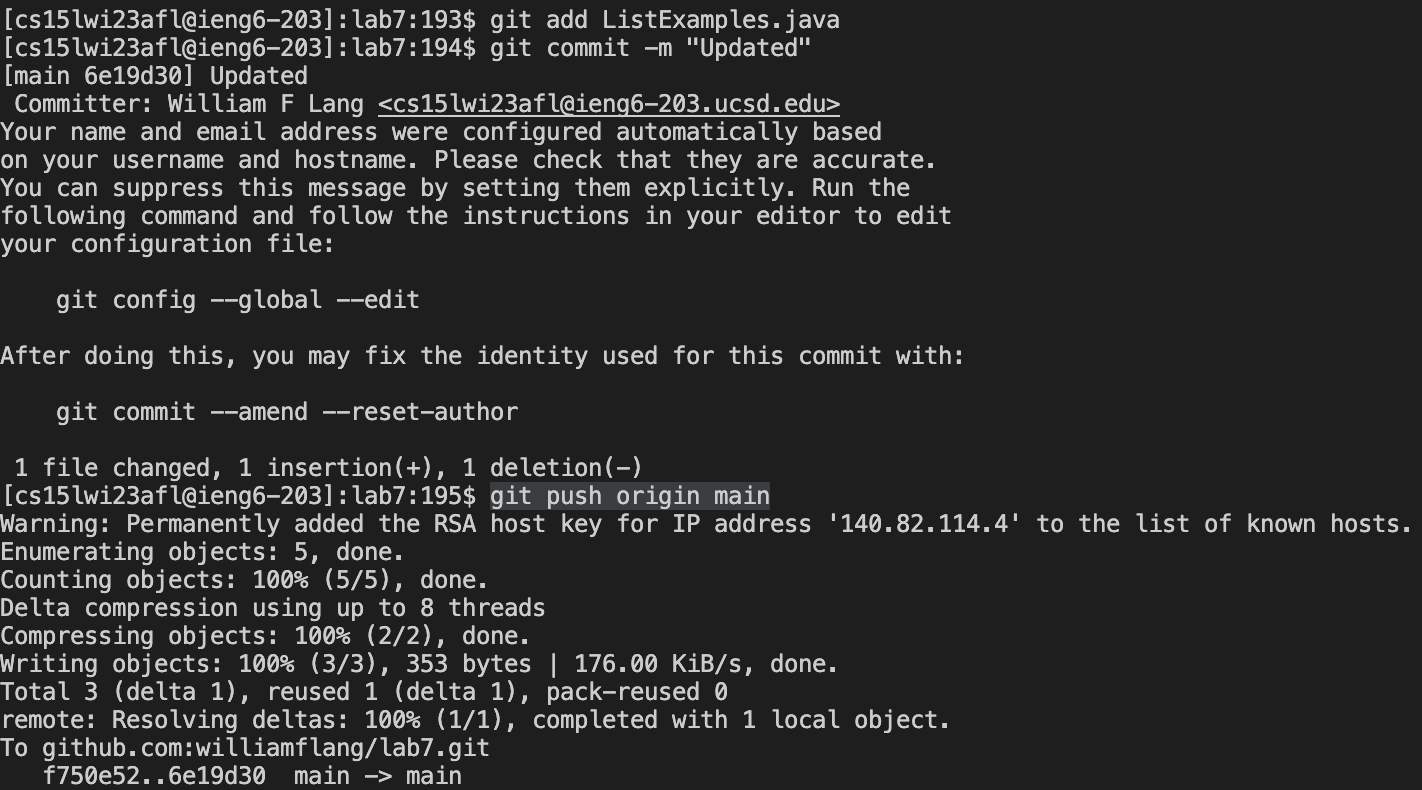 [cs15lwi23afl@ieng6-203]:lab7:193$ git add ListExamples.java
[cs15lwi23afl@ieng6-203]:lab7:194$ git commit -m "Updated"
[main 6e19d30] Updated
 Committer: William F Lang <cs15lwi23afl@ieng6-203.ucsd.edu>
Your name and email address were configured automatically based
on your username and hostname. Please check that they are accurate.
You can suppress this message by setting them explicitly. Run the
following command and follow the instructions in your editor to edit
your configuration file:

    git config --global --edit

After doing this, you may fix the identity used for this commit with:

    git commit --amend --reset-author

 1 file changed, 1 insertion(+), 1 deletion(-)
[cs15lwi23afl@ieng6-203]:lab7:195$ git push origin main
Warning: Permanently added the RSA host key for IP address '140.82.114.4' to the list of known hosts.
Enumerating objects: 5, done.
Counting objects: 100% (5/5), done.
Delta compression using up to 8 threads
Compressing objects: 100% (2/2), done.
Writing objects: 100% (3/3), 353 bytes | 176.00 KiB/s, done.
Total 3 (delta 1), reused 1 (delta 1), pack-reused 0
remote: Resolving deltas: 100% (1/1), completed with 1 local object.
To github.com:williamflang/lab7.git
   f750e52..6e19d30  main -> main